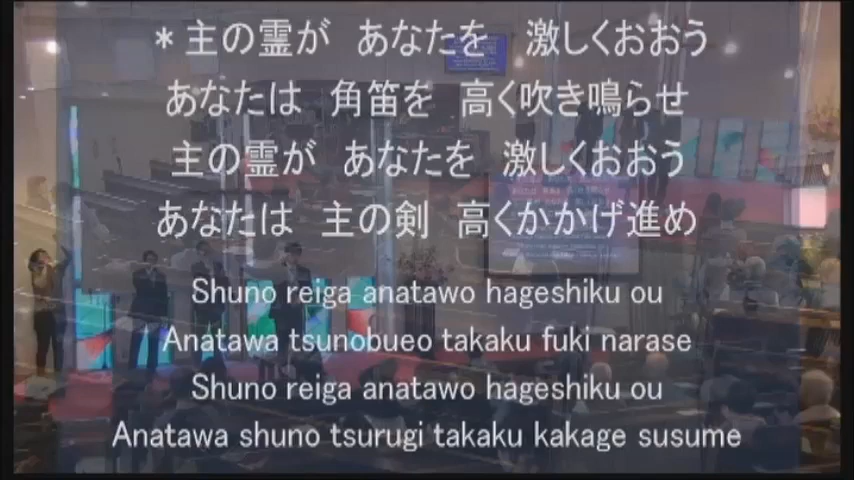 * 主の霊が　あなたを　激しくおおう
あなたは　角笛を　高く吹き鳴らせ
主の霊が　あなたを　激しくおおう
あなたは　主の剣　高くかかげ進め
Shuno reiga anatawo hageshiku ou
Anatawa tsunobueo takaku fuki narase
Shuno reiga anatawo hageshiku ou
Anatawa shuno tsurugi takaku kakage susume